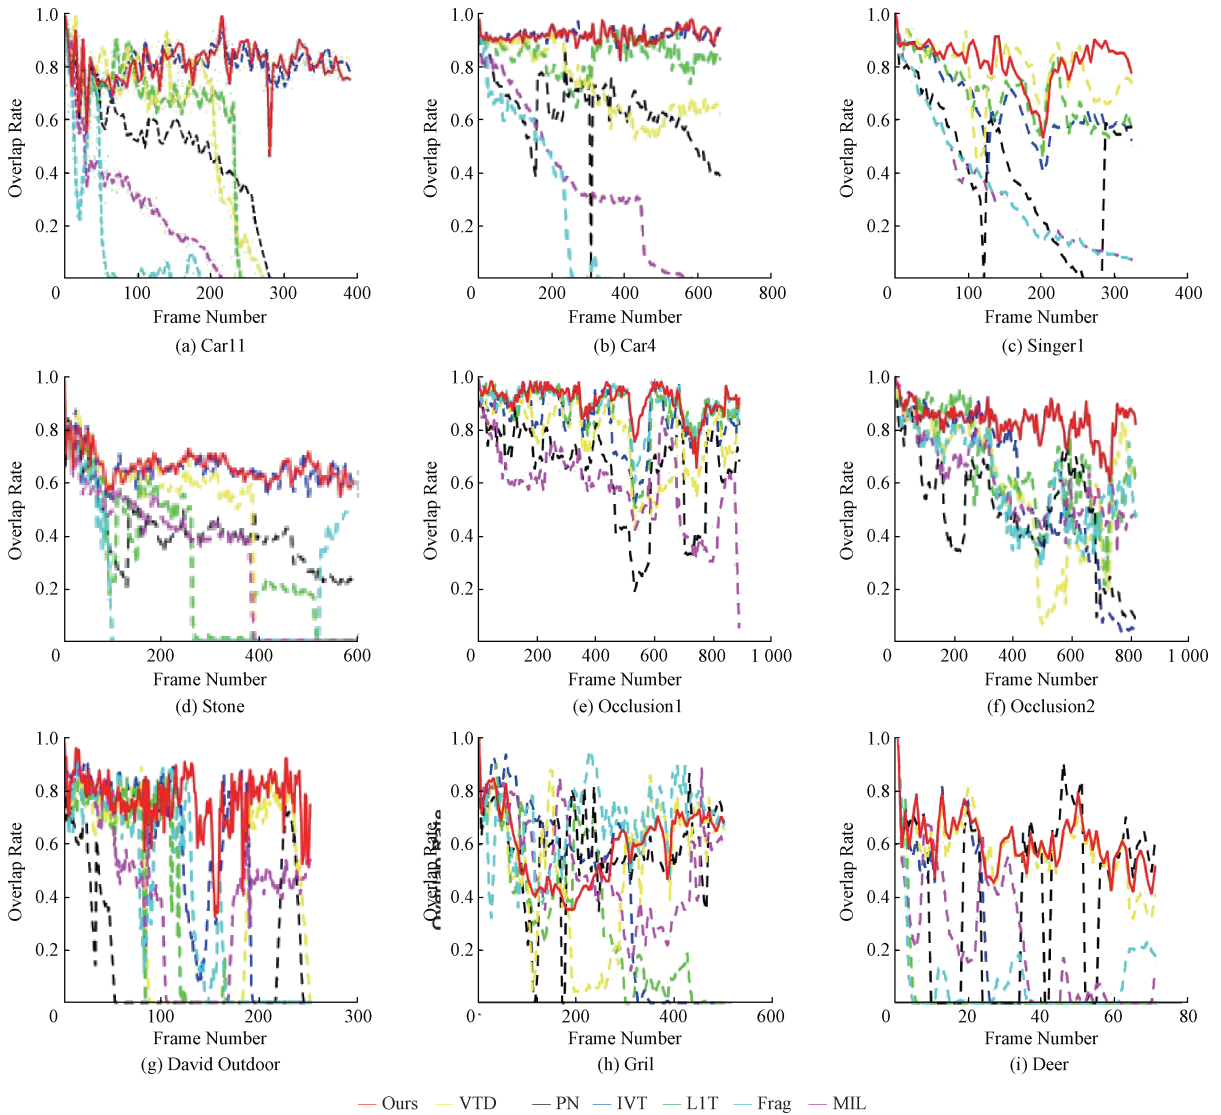 1.0 1.0 1.0
0.8 0.8 0.8
0.6 0.6 0.6
0.4 0.4 0.4
0.2 0.2 0.2
Overlap Rate Overlap Rate Overlap Rate
0 100 200 300 400 0 200 400 600 800 0 100 200 300 400
Frame Number Frame Number Frame Number
(a) Car11 (b) Car4 (c) Singer1
1.0 1.0 1.0
0.8 0.8 0.8
0.6 0.6 0.6
0.4 0.4 0.4
0.2 0.2 0.2
Overlap Rate Overlap Rate Overlap Rate
0 100 200 400 600 0 200 400 600 800 1 000 0 200 400 600 800 1 000
Frame Number Frame Number Frame Number
(d) Stone (e) Occlusion1 (f) Occlusion2
1.0 1.0 1.0
0.8 0.8 0.8
0.6 0.6 0.6
0.4 0.4 0.4
0.2 0.2 0.2
Overlap Rate Overlap Rate Overlap Rate
0 100 200 300 0 200 400 600 0 20 40 60 80
Frame Number Frame Number Frame Number
(g) David Outdoor (h) Gril (i) Deer
Ours VTD PN IVT L1T Frag MIL